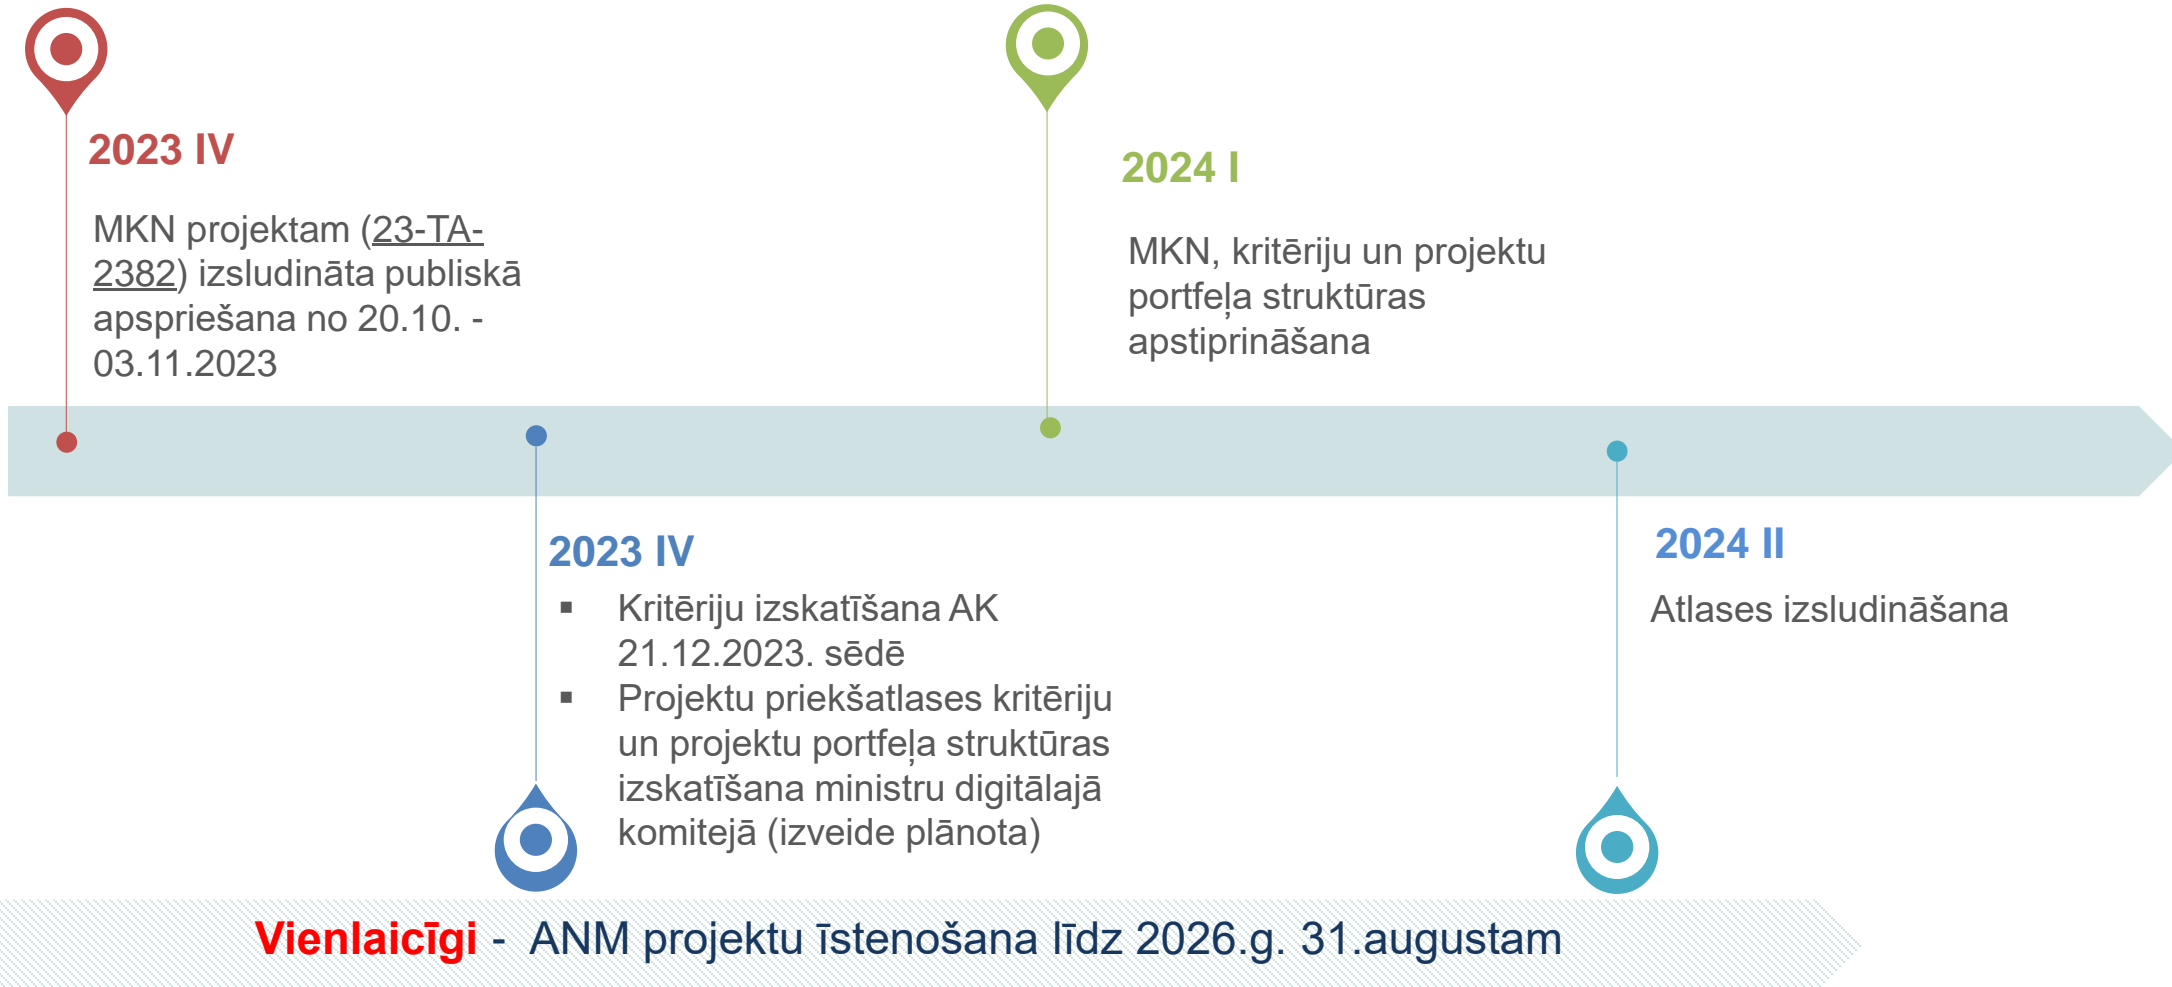 2023 IV
MKN projektam (23-TA-
2382) izsludināta publiskā
apspriešana no 20.10. -
03.11.2023
2024 I
MKN, kritēriju un projektu
portfeļa struktūras
apstiprināšana
2023 IV
▪ Kritēriju izskatīšana AK
21.12.2023. sēdē
▪ Projektu priekšatlases kritēriju
un projektu portfeļa struktūras
izskatīšana ministru digitālajā
komitejā (izveide plānota)
2024 II
Atlases izsludināšana
Vienlaicīgi - ANM projektu īstenošana līdz 2026.g. 31.augustam